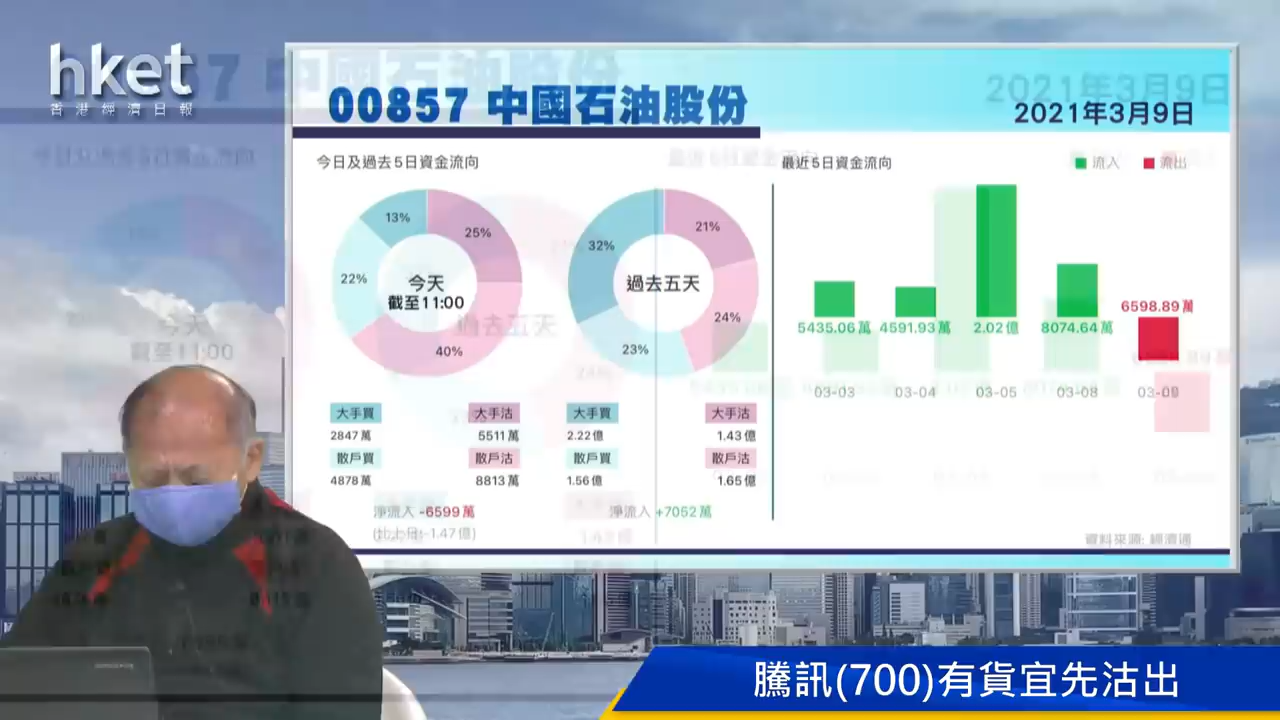 hket
香港經濟日報
00857 中國石油股份
2021年3月9日
今日及過去5日資金流向
最近5日資金流向
流入
流出
13%
25%
22%
40%
今天
截至11:00
32%
21%
24%
23%
過去五天
5435.06萬
4591.93萬
2.02億
8074.64萬
6598.89萬
03-03
03-04
03-05
03-08
03-09
大手買
大手沽
2847萬
5511萬
散戶買
散戶沽
4878萬
8813萬
大手買
大手沽
2.22億
1.43億
散戶買
散戶沽
1.56億
1.65億
淨流入 -6599萬
(比上日: -1.47億)
淨流入 +7052萬
資料來源: 經濟通
騰訊(700)有貨宜先沽出